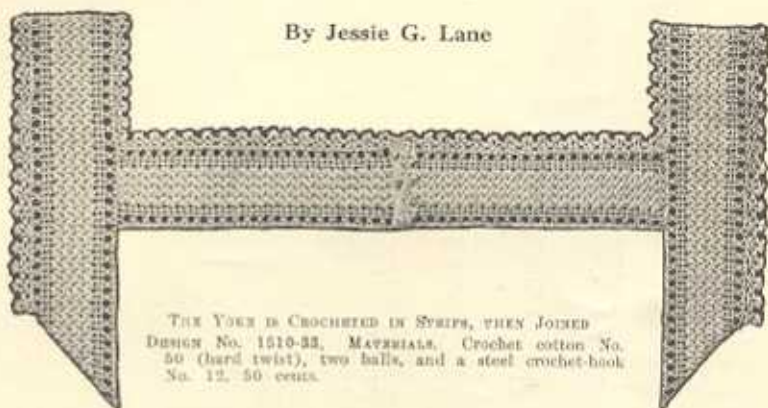 By Jessie G. Lane
THE YOKE IS CROCHETED IN STRIPS, THEN JOINED
DESIGN No. 1510-33, MATERIALS. Crochet cotton No.
50 (hard twist), two balls, and a steel crochet-hook
No. 12, 50 cents.